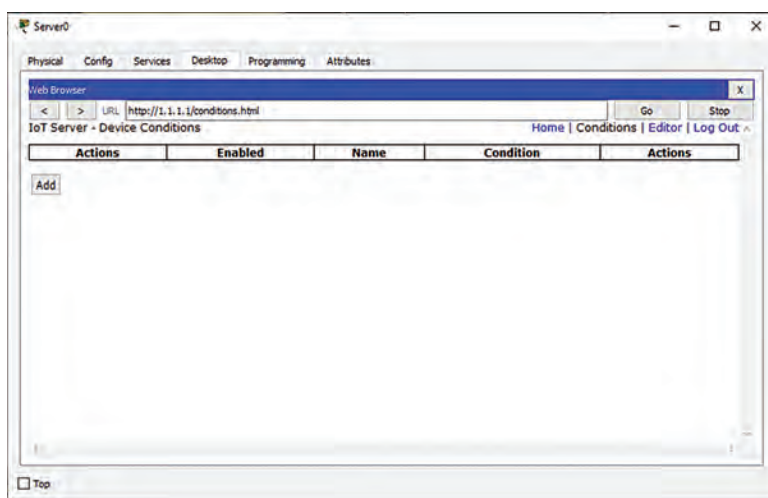 Server0
Physical Config Services Desktop Programming Attributes
Web Browser X
< > URL http://1.1.1.1/conditions.html Go Stop
IoT Server - Device Conditions Home | Conditions | Editor | Log Out
Actions Enabled Name Condition Actions
Add
Top